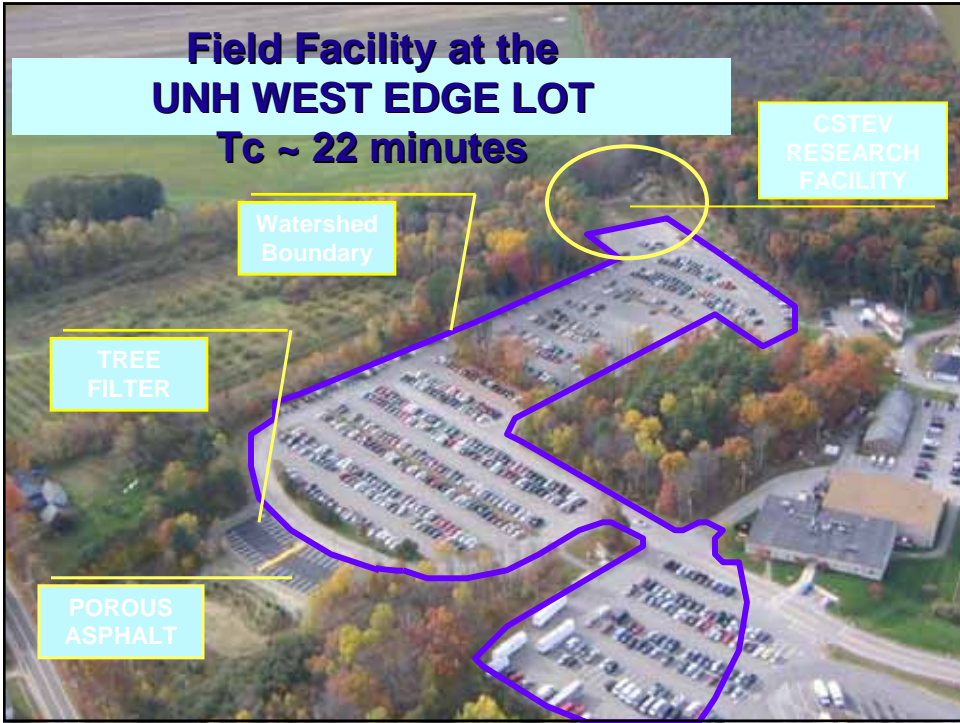 Field Facility at the
UNH WEST EDGE LOT
Tc ~ 22 minutes
CSTEV
RESEARCH
FACILITY
Watershed
Boundary
TREE
FILTER
POROUS
ASPHALT